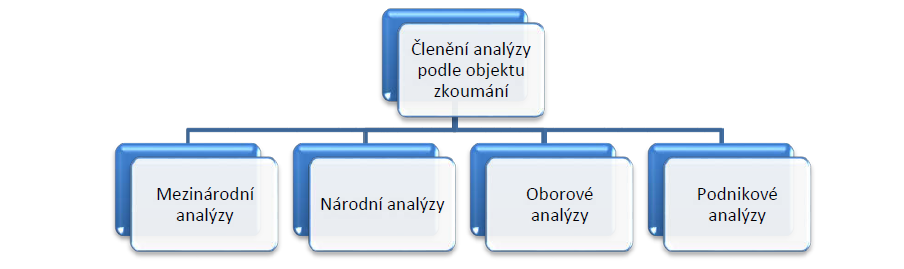 Členění analýzy
podle objektu
zkoumání
Mezinárodní
analýzy
Národní analýzy
Oborové
analýzy
Podnikové
analýzy